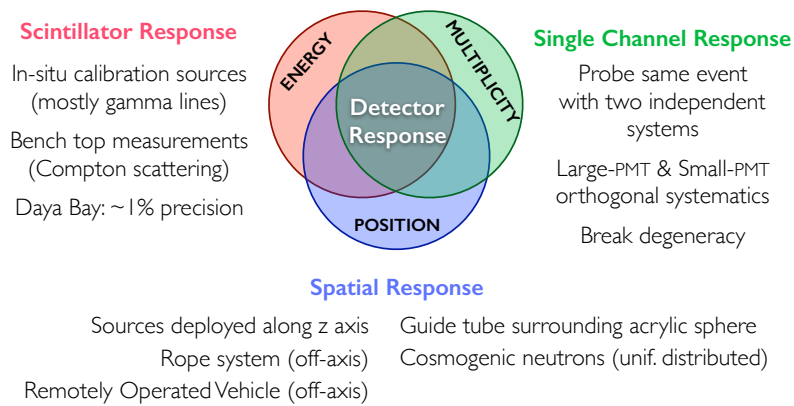 Scintillator Response
In-situ calibration sources
(mostly gamma lines)
Bench top measurements
(Compton scattering)
Daya Bay: ~1% precision
ENERGY
MULTIPLICITY
Detector
Response
POSITION
Single Channel Response
Probe same event
with two independent
systems
Large-PMT & Small-PMT
orthogonal systematics
Break degeneracy
Spatial Response
Sources deployed along z axis
Rope system (off-axis)
Remotely Operated Vehicle (off-axis)
Guide tube surrounding acrylic sphere
Cosmogenic neutrons (unif. distributed)